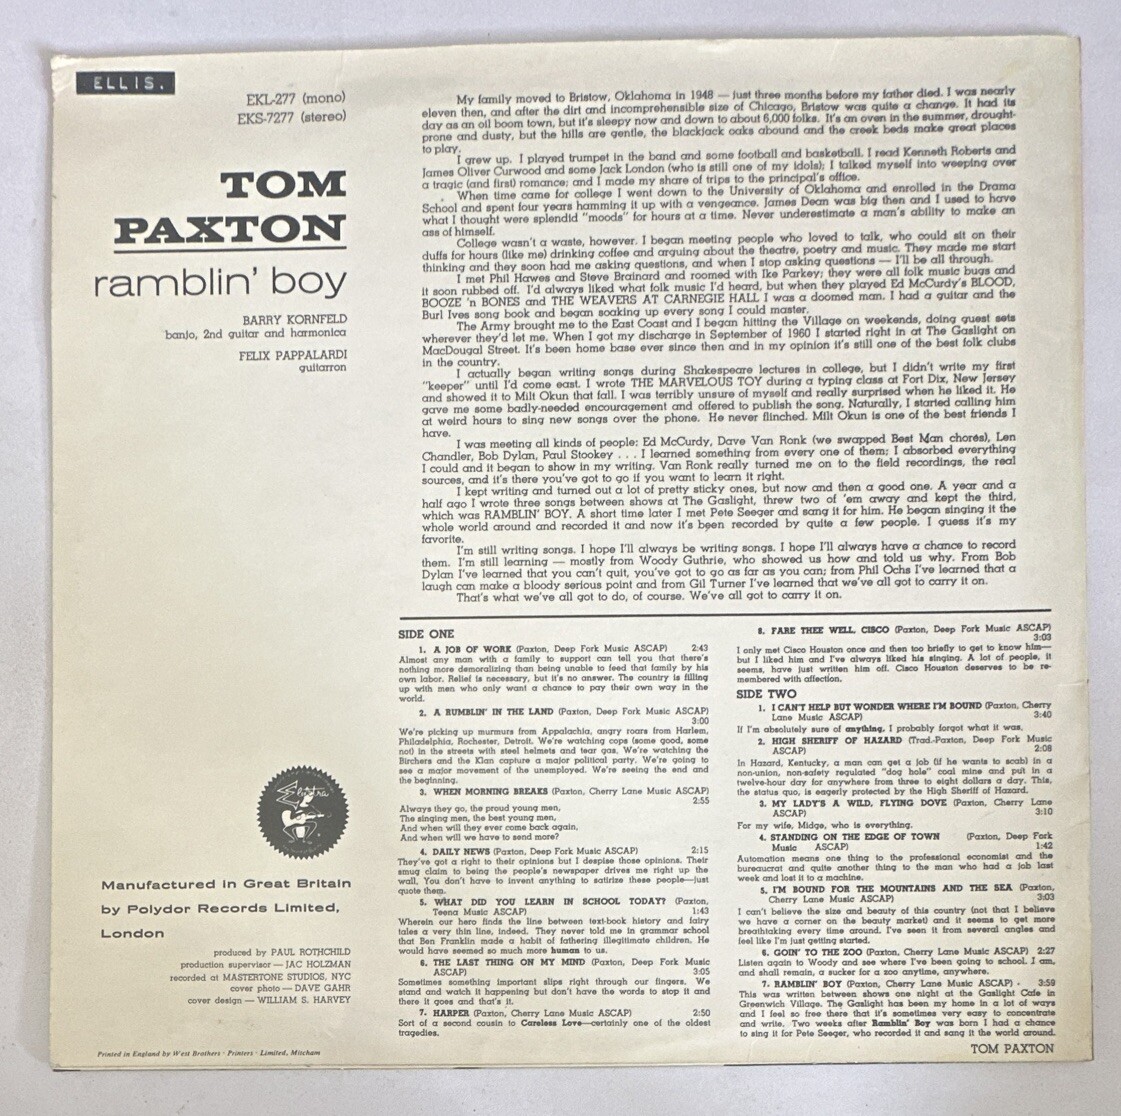 ELLIS.
EKL-277 (mono)
EKS-7277 (stereo)
TOM
PAXTON
ramblin' boy
BARRY KORNFELD
banjo, 2nd guitar and harmonica
FELIX PAPPALARDI
guitarron
My family moved to Bristow, Oklahoma in 1948 — just three months before my father died. I was nearly
eleven then, and after the dirt and incomprehensible size of Chicago, Bristow was quite a change. It had its
day as an oil boom town, but it's sleepy now and down to about 6,000 folks. It's an oven in the summer, drought-
prone and dusty, but the hills are gentle, the blackjack oaks abound and the creek beds make great places
to play.
I grew up. I played trumpet in the band and some football and basketball. I read Kenneth Roberts and
James Oliver Curwood and some Jack London (who is still one of my idols); I talked myself into weeping over
a tragic (and first) romance; and I made my share of trips to the principal's office.
When time came for college I went down to the University of Oklahoma and enrolled in the Drama
School and spent four years hamming it up with a vengeance. James Dean was big then and I used to have
what I thought were splendid "moods" for hours at a time. Never underestimate a man's ability to make an
ass of himself.
College wasn't a waste, however. I began meeting people who loved to talk, who could sit on their
duffs for hours (like me) drinking coffee and arguing about the theatre, poetry and music. They made me start
thinking and they soon had me asking questions, and when I stop asking questions — I'll be all through.
I met Phil Hawes and Steve Brainard and roomed with Ike Parkey; they were all folk music bugs and
it soon rubbed off. I'd always liked what folk music I'd heard, but when they played Ed McCurdy's BLOOD,
BOOZE 'n BONES and THE WEAVERS AT CARNEGIE HALL I was a doomed man. I had a guitar and the
Burl Ives song book and began soaking up every song I could master.
The Army brought me to the East Coast and I began hitting the Village on weekends, doing guest sets
wherever they'd let me. When I got my discharge in September of 1960 I started right in at The Gaslight on
MacDougal Street. It's been home base ever since then and in my opinion it's still one of the best folk clubs
in the country.
I actually began writing songs during Shakespeare lectures in college, but I didn't write my first
"keeper" until I'd come east. I wrote THE MARVELOUS TOY during a typing class at Fort Dix, New Jersey
and showed it to Milt Okun that fall. I was terribly unsure of myself and really surprised when he liked it. He
gave me some badly-needed encouragement and offered to publish the song. Naturally, I started calling him
at weird hours to sing new songs over the phone. He never flinched. Milt Okun is one of the best friends I
have.
I was meeting all kinds of people: Ed McCurdy, Dave Van Ronk (we swapped Best Man chores), Len
Chandler, Bob Dylan, Paul Stookey . . . I learned something from every one of them; I absorbed everything
I could and it began to show in my writing. Van Ronk really turned me on to the field recordings, the real
sources, and it's there you've got to go if you want to learn it right.
I kept writing and turned out a lot of pretty sticky ones, but now and then a good one. A year and a
half ago I wrote three songs between shows at The Gaslight, threw two of 'em away and kept the third,
which was RAMBLIN' BOY. A short time later I met Pete Seeger and sang it for him. He began singing it the
whole world around and recorded it and now it's been recorded by quite a few people. I guess it's my
favorite.
I'm still writing songs. I hope I'll always be writing songs. I hope I'll always have a chance to record
them. I'm still learning — mostly from Woody Guthrie, who showed us how and told us why. From Bob
Dylan I've learned that you can't quit, you've got to go as far as you can; from Phil Ochs I've learned that a
laugh can make a bloody serious point and from Gil Turner I've learned that we've all got to carry it on.
That's what we've all got to do, of course. We've all got to carry it on.
SIDE ONE
1. A JOB OF WORK (Paxton, Deep Fork Music ASCAP) 2:43
Almost any man with a family to support can tell you that there's
nothing more demoralizing than being unable to feed that family by his
own labor. Relief is necessary, but it's no answer. The country is filling
up with men who only want a chance to pay their own way in the
world.
2. A RUMBLIN' IN THE LAND (Paxton, Deep Fork Music ASCAP)
3:00
We're picking up murmurs from Appalachia, angry roars from Harlem,
Philadelphia, Rochester, Detroit. We're watching cops (some good, some
not) in the streets with steel helmets and tear gas. We're watching the
Birchers and the Klan capture a major political party. We're going to
see a major movement of the unemployed. We're seeing the end and
the beginning.
3. WHEN MORNING BREAKS (Paxton, Cherry Lane Music ASCAP)
2:55
Always they go, the proud young men,
The singing men, the best young men,
And when will they ever come back again,
And when will we have to send more?
4. DAILY NEWS (Paxton, Deep Fork Music ASCAP) 2:15
They've got a right to their opinions but I despise those opinions. Their
smug claim to being the people's newspaper drives me right up the
wall. You don't have to invent anything to satirize these people—just
quote them.
5. WHAT DID YOU LEARN IN SCHOOL TODAY? (Paxton,
Teena Music ASCAP) 1:43
Wherein our hero finds the line between text-book history and fairy
tales a very thin line, indeed. They never told me in grammar school
that Ben Franklin made a habit of fathering illegitimate children. He
would have seemed so much more human to us.
6. THE LAST THING ON MY MIND (Paxton, Deep Fork Music
ASCAP) 3:05
Sometimes something important slips right through our fingers. We
stand and watch it happening but don't have the words to stop it and
there it goes and that's it.
7. HARPER (Paxton, Cherry Lane Music ASCAP) 2:50
Sort of a second cousin to Careless Love—certainly one of the oldest
tragedies.
8. FARE THEE WELL, CISCO (Paxton, Deep Fork Music ASCAP)
3:03
I only met Cisco Houston once and then too briefly to get to know him—
but I liked him and I've always liked his singing. A lot of people, it
seems, have just written him off. Cisco Houston deserves to be re-
membered with affection.
SIDE TWO
1. I CAN'T HELP BUT WONDER WHERE I'M BOUND (Paxton, Cherry
Lane Music ASCAP) 3:40
If I'm absolutely sure of anything, I probably forgot what it was.
2. HIGH SHERIFF OF HAZARD (Trad.-Paxton, Deep Fork Music
ASCAP) 2:08
In Hazard, Kentucky, a man can get a job (if he wants to scab) in a
non-union, non-safety regulated "dog hole" coal mine and put in a
twelve-hour day for anywhere from three to eight dollars a day. This,
the status quo, is eagerly protected by the High Sheriff of Hazard.
3. MY LADY'S A WILD, FLYING DOVE (Paxton, Cherry Lane
ASCAP) 3:10
For my wife, Midge, who is everything.
4. STANDING ON THE EDGE OF TOWN (Paxton, Deep Fork
Music ASCAP) 1:42
Automation means one thing to the professional economist and the
bureaucrat and quite another thing to the man who had a job last
week and lost it to a machine.
5. I'M BOUND FOR THE MOUNTAINS AND THE SEA (Paxton,
Cherry Lane Music ASCAP) 3:03
I can't believe the size and beauty of this country (not that I believe
we have a corner on the beauty market) and it seems to get more
breathtaking every time around. I've seen it from several angles and
feel like I'm just getting started.
6. GOIN' TO THE ZOO (Paxton, Cherry Lane Music ASCAP) 2:27
Listen again to Woody and see where I've been going to school. I am,
and shall remain, a sucker for a zoo anytime, anywhere.
7. RAMBLIN' BOY (Paxton, Cherry Lane Music ASCAP) 3:59
This was written between shows one night at the Gaslight Cafe in
Greenwich Village. The Gaslight has been my home in a lot of ways
and I feel so free there that it's sometimes very easy to concentrate
and write. Two weeks after Ramblin' Boy was born I had a chance
to sing it for Pete Seeger, who recorded it and sang it the world around.
TOM PAXTON
Elektra
Manufactured in Great Britain
by Polydor Records Limited,
London
produced by PAUL ROTHCHILD
production supervisor — JAC HOLZMAN
recorded at MASTERTONE STUDIOS, NYC
cover photo — DAVE GAHR
cover design — WILLIAM S. HARVEY
Printed in England by West Brothers · Printers · Limited, Mitcham